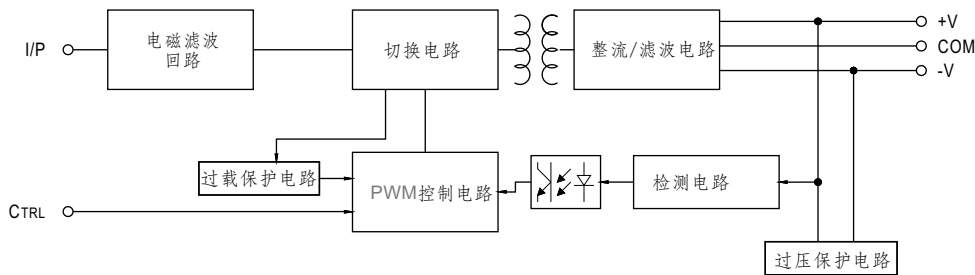 I/P
电磁滤波
回路
切换电路
整流/滤波电路
+V
COM
-V
过载保护电路
PWM控制电路
检测电路
CTRL
过压保护电路